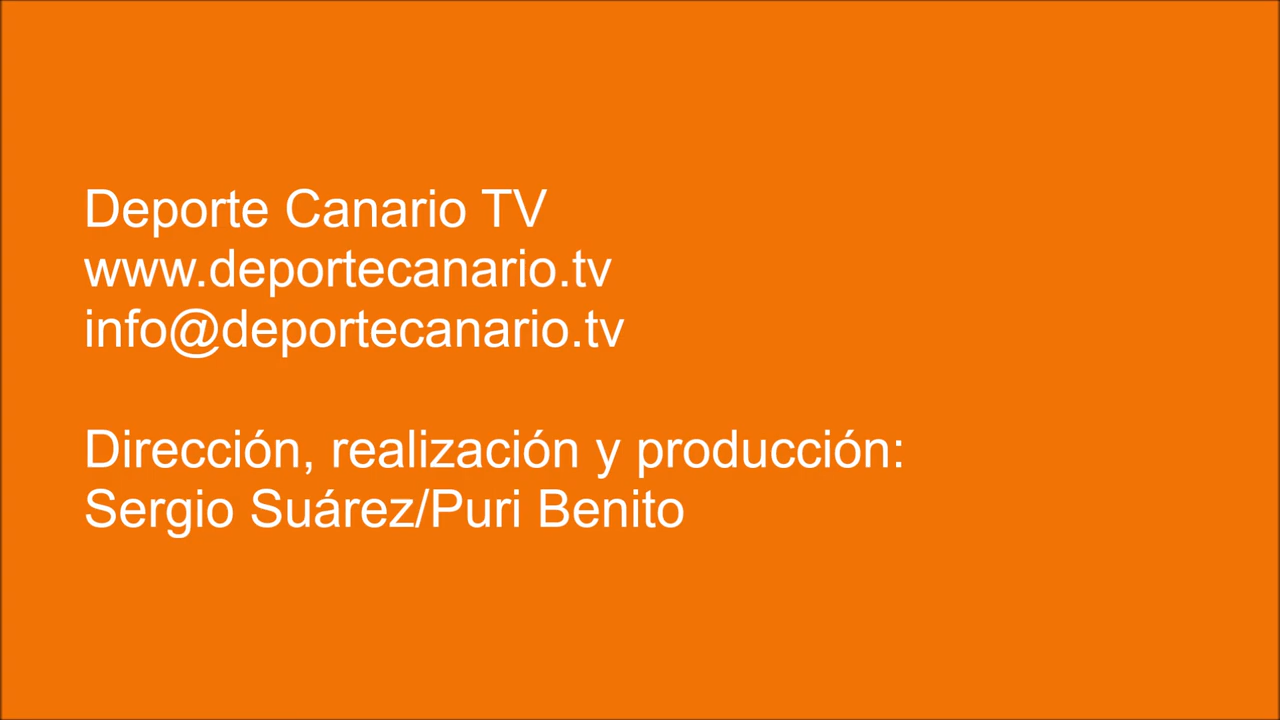 Deporte Canario TV
www.deportecanario.tv
info@deportecanario.tv
Dirección, realización y producción:
Sergio Suárez/Puri Benito